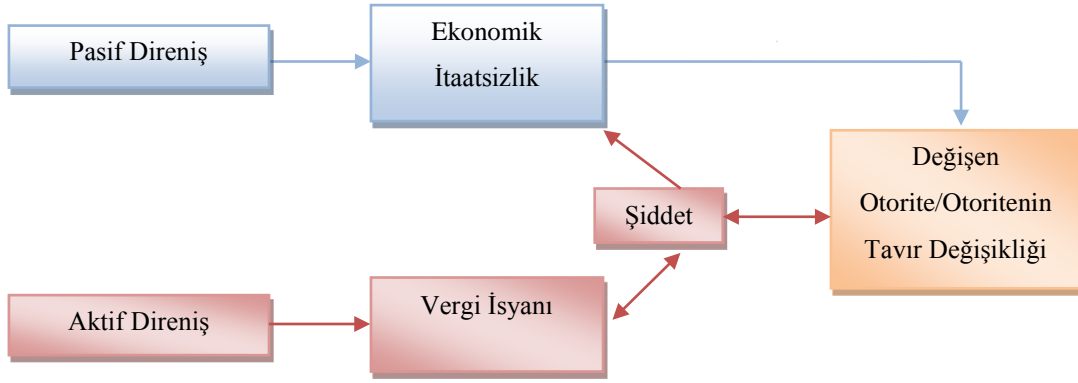 Pasif Direniş
Ekonomik
İtaatsizlik
Değişen
Otorite/Otoritenin
Tavır Değişikliği
Şiddet
Aktif Direniş
Vergi İsyanı